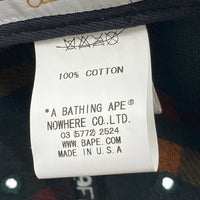 100% COTTON
"A BATHING APE"
NOWHERE CO.,LTD.
03(5772)2524
WWW.BAPE.COM
MADE IN U.S.A